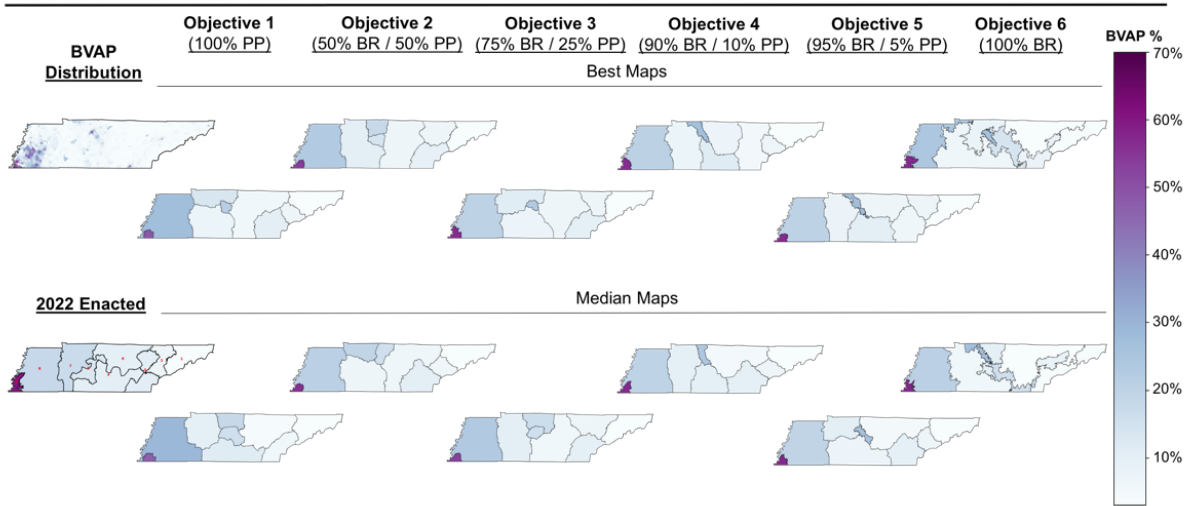 Objective 1
(100% PP)
Objective 2
(50% BR / 50% PP)
Objective 3
(75% BR / 25% PP)
Objective 4
(90% BR / 10% PP)
Objective 5
(95% BR / 5% PP)
Objective 6
(100% BR)
BVAP
Distribution
Best Maps
2022 Enacted
Median Maps
BVAP %
70%
60%
50%
40%
30%
20%
10%